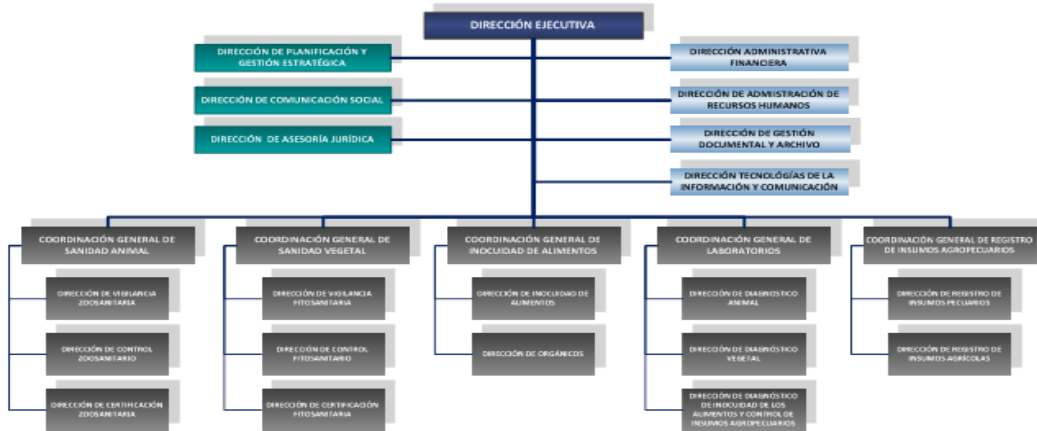 DIRECCIÓN EJECUTIVA
DIRECCIÓN DE PLANIFICACIÓN Y
GESTIÓN ESTRATÉGICA
DIRECCIÓN ADMINISTRATIVA
FINANCIERA
DIRECCIÓN DE COMUNICACIÓN SOCIAL
DIRECCIÓN DE ADMISTRACIÓN DE
RECURSOS HUMANOS
DIRECCIÓN DE ASESORÍA JURÍDICA
DIRECCIÓN DE GESTIÓN
DOCUMENTAL Y ARCHIVO
DIRECCIÓN TECNOLÓGÍAS DE LA
INFORMACIÓN Y COMUNICACIÓN
COORDINACIÓN GENERAL DE
SANIDAD ANIMAL
COORDINACIÓN GENERAL DE
SANIDAD VEGETAL
COORDINACIÓN GENERAL DE
INOCUIDAD DE ALIMENTOS
COORDINACIÓN GENERAL DE
LABORATORIOS
COORDINACIÓN GENERAL DE REGISTRO
DE INSUMOS AGROPECUARIOS
DIRECCIÓN DE VIGILANCIA
ZOOSANITARIA
DIRECCIÓN DE VIGILANCIA
FITOSANITARIA
DIRECCIÓN DE INOCUIDAD DE
ALIMENTOS
DIRECCIÓN DE DIAGNOSTICO
ANIMAL
DIRECCIÓN DE REGISTRO DE
INSUMOS PECUARIOS
DIRECCIÓN DE CONTROL
ZOOSANITARIO
DIRECCIÓN DE CONTROL
FITOSANITARIO
DIRECCIÓN DE ORGÁNICOS
DIRECCIÓN DE DIAGNÓSTICO
VEGETAL
DIRECCIÓN DE REGISTRO DE
INSUMOS AGRÍCOLAS
DIRECCIÓN DE CERTIFICACIÓN
ZOOSANITARIA
DIRECCIÓN DE CERTIFICACIÓN
FITOSANITARIA
DIRECCIÓN DE DIAGNÓSTICO
DE INOCUIDAD DE LOS
ALIMENTOS Y CONTROL DE
INSUMOS AGROPECUARIOS